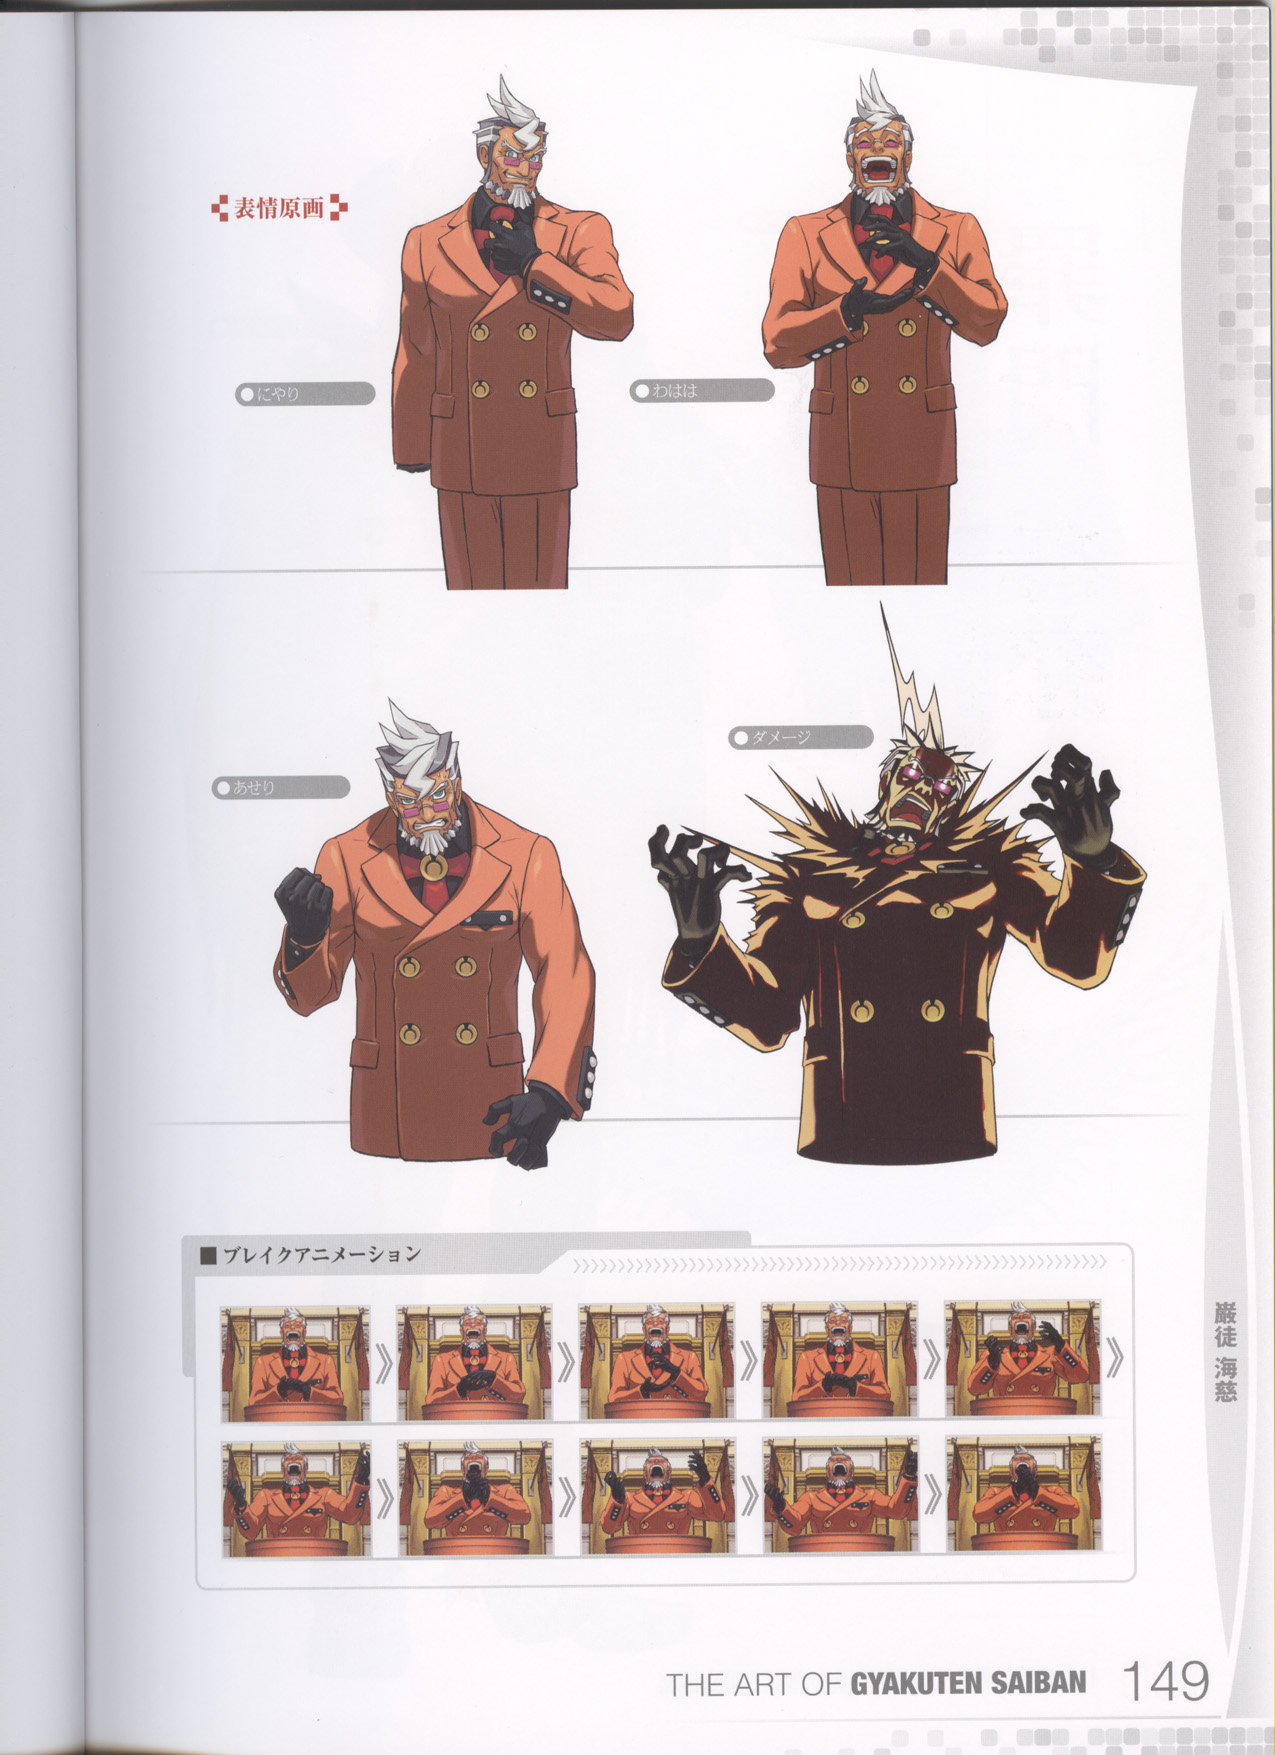 表情原画
にやり
わはは
あせり
ダメージ
■ブレイクアニメーション
巌徒 海慈
THE ART OF GYAKUTEN SAIBAN 149